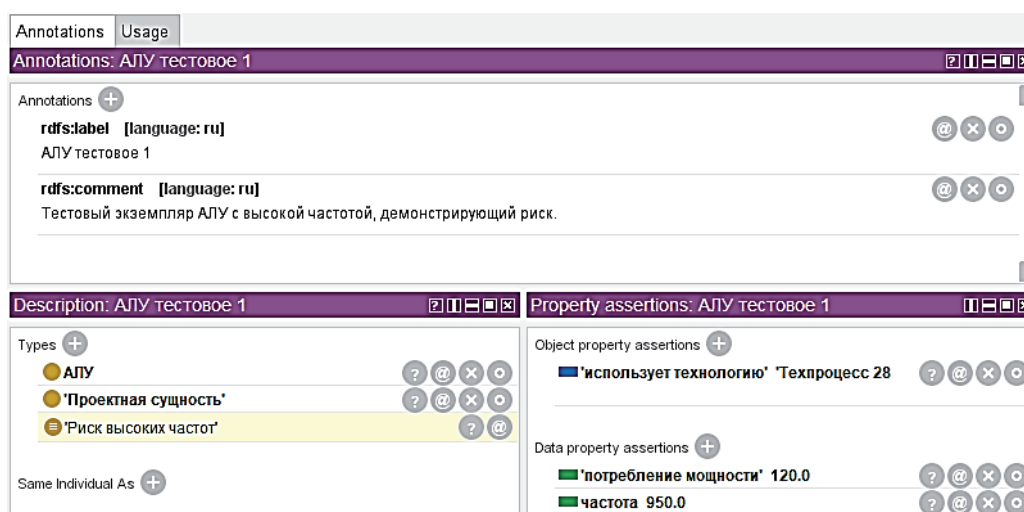 Annotations Usage
Annotations: АЛУ тестовое 1
Annotations
rdfs:label [language: ru]
АЛУ тестовое 1
rdfs:comment [language: ru]
Тестовый экземпляр АЛУ с высокой частотой, демонстрирующий риск.
Description: АЛУ тестовое 1
Types
АЛУ
'Проектная сущность'
'Риск высоких частот'
Same Individual As
Property assertions: АЛУ тестовое 1
Object property assertions
'использует технологию' 'Техпроцесс 28
Data property assertions
'потребление мощности' 120.0
частота 950.0